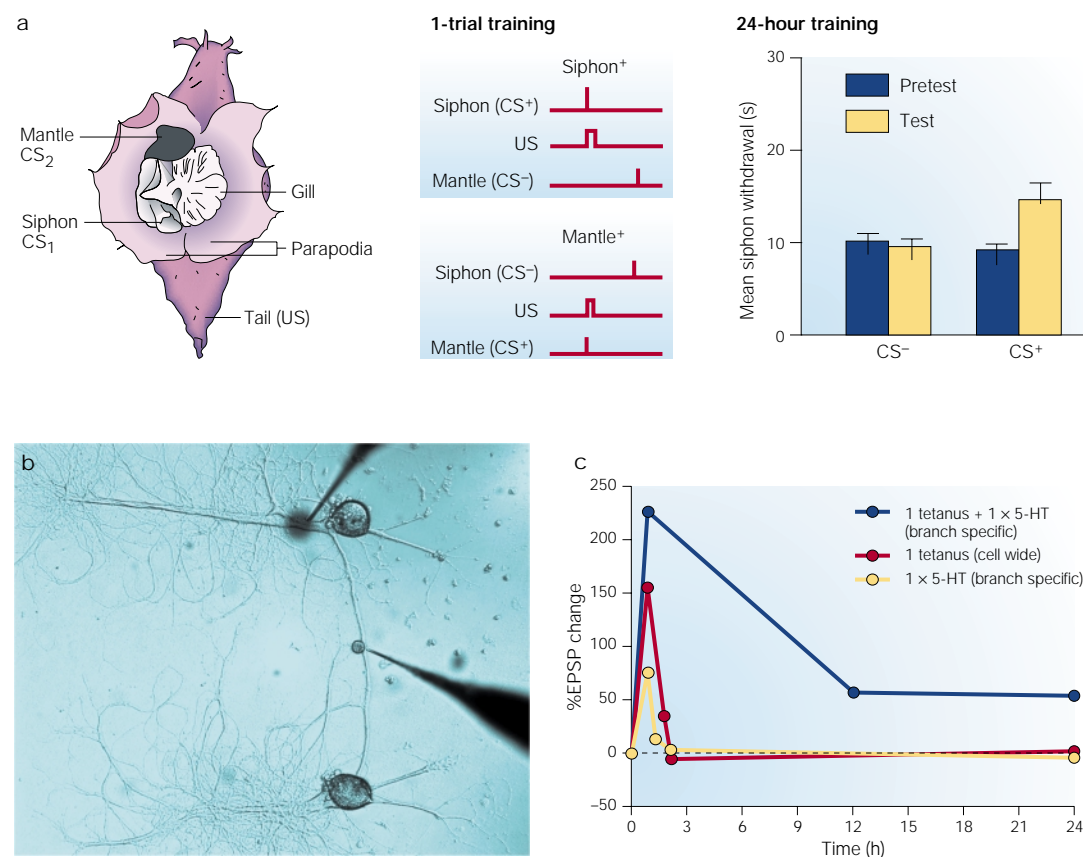 a
Mantle
CS2
Siphon
CS1
Gill
Parapodia
Tail (US)
1-trial training
Siphon+
Siphon (CS+)
US
Mantle (CS–)
Mantle+
Siphon (CS–)
US
Mantle (CS+)
24-hour training
Mean siphon withdrawal (s)
30
20
10
0
Pretest
Test
CS–
CS+
b
c
%EPSP change
250
200
150
100
50
0
–50
1 tetanus + 1 × 5-HT
(branch specific)
1 tetanus (cell wide)
1 × 5-HT (branch specific)
0 3 6 9 12 15 18 21 24
Time (h)